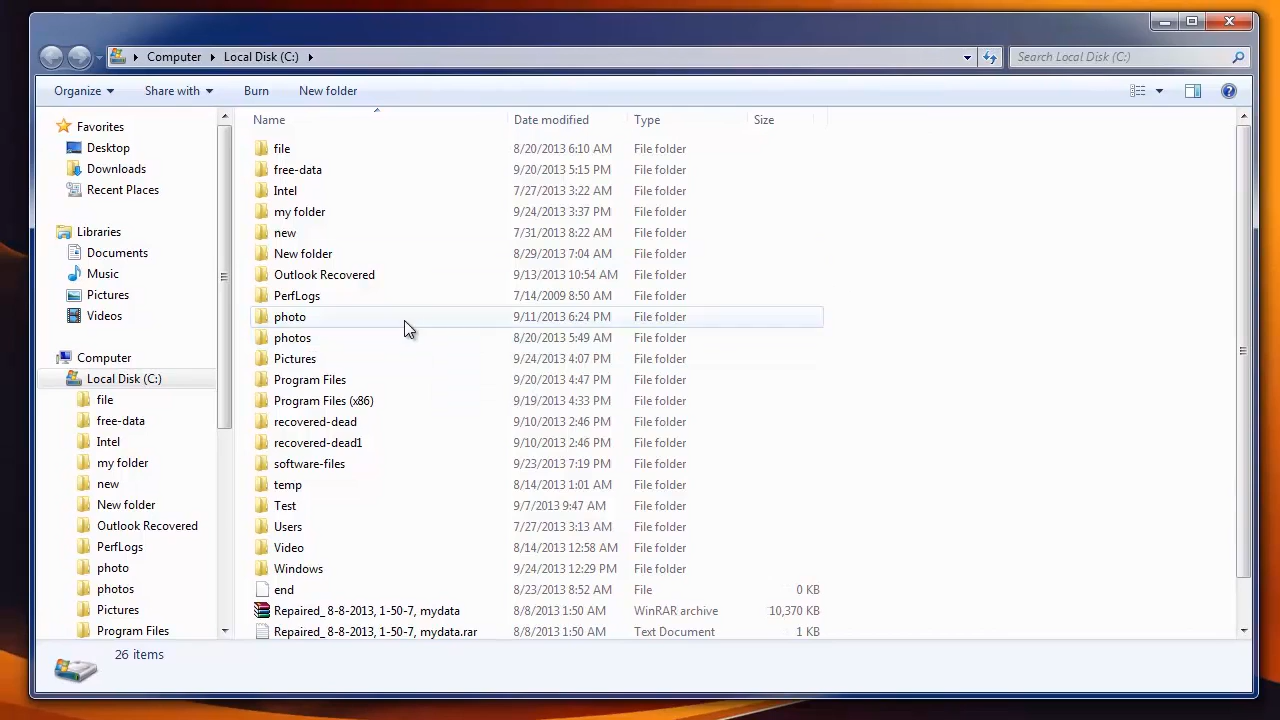 Computer Local Disk (C:) Search Local Disk (C:)
Organize Share with Burn New folder
Name Date modified Type Size
Favorites
Desktop
Downloads
Recent Places
Libraries
Documents
Music
Pictures
Videos
Computer
Local Disk (C:)
file
free-data
Intel
my folder
new
New folder
Outlook Recovered
PerfLogs
photo
photos
Pictures
Program Files
file 8/20/2013 6:10 AM File folder
free-data 9/20/2013 5:15 PM File folder
Intel 7/27/2013 3:22 AM File folder
my folder 9/24/2013 3:37 PM File folder
new 7/31/2013 8:22 AM File folder
New folder 8/29/2013 7:04 AM File folder
Outlook Recovered 9/13/2013 10:54 AM File folder
PerfLogs 7/14/2009 8:50 AM File folder
photo 9/11/2013 6:24 PM File folder
photos 8/20/2013 5:49 AM File folder
Pictures 9/24/2013 4:07 PM File folder
Program Files 9/20/2013 4:47 PM File folder
Program Files (x86) 9/19/2013 4:33 PM File folder
recovered-dead 9/10/2013 2:46 PM File folder
recovered-dead1 9/10/2013 2:46 PM File folder
software-files 9/23/2013 7:19 PM File folder
temp 8/14/2013 1:01 AM File folder
Test 9/7/2013 9:47 AM File folder
Users 7/27/2013 3:13 AM File folder
Video 8/14/2013 12:58 AM File folder
Windows 9/24/2013 12:29 PM File folder
end 8/23/2013 8:52 AM File 0 KB
Repaired_ 8-8-2013, 1-50-7, mydata 8/8/2013 1:50 AM WinRAR archive 10,370 KB
Repaired_ 8-8-2013, 1-50-7, mydata.rar 8/8/2013 1:50 AM Text Document 1 KB
26 items